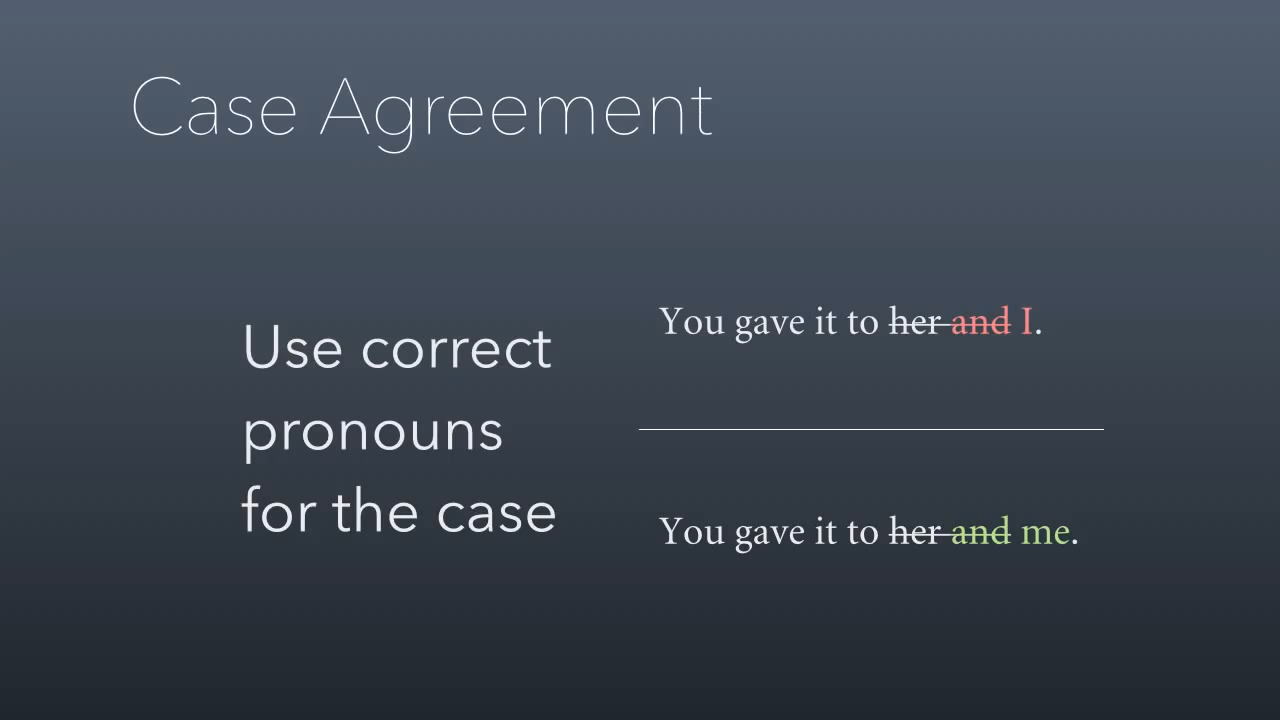 Case Agreement
Use correct
pronouns
for the case
You gave it to her and I.
You gave it to her and me.